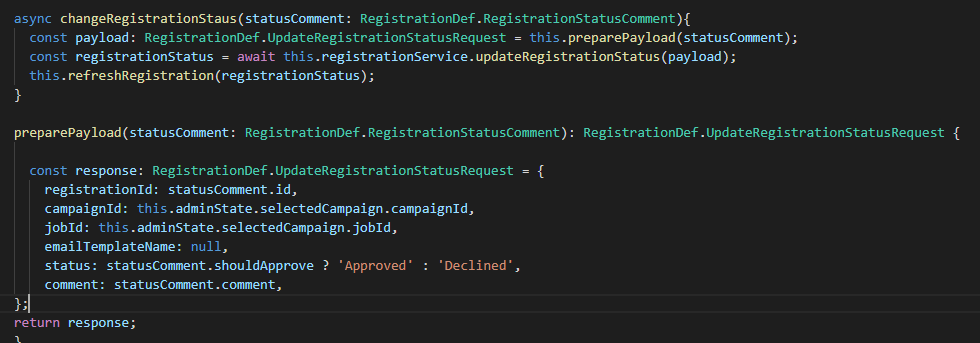 async changeRegistrationStaus(statusComment: RegistrationDef.RegistrationStatusComment){
const payload: RegistrationDef.UpdateRegistrationStatusRequest = this.preparePayload(statusComment);
const registrationStatus = await this.registrationService.updateRegistrationStatus(payload);
this.refreshRegistration(registrationStatus);
}
preparePayload(statusComment: RegistrationDef.RegistrationStatusComment): RegistrationDef.UpdateRegistrationStatusRequest {
const response: RegistrationDef.UpdateRegistrationStatusRequest = {
registrationId: statusComment.id,
campaignId: this.adminState.selectedCampaign.campaignId,
jobId: this.adminState.selectedCampaign.jobId,
emailTemplateName: null,
status: statusComment.shouldApprove ? 'Approved' : 'Declined',
comment: statusComment.comment,
};
return response;
}